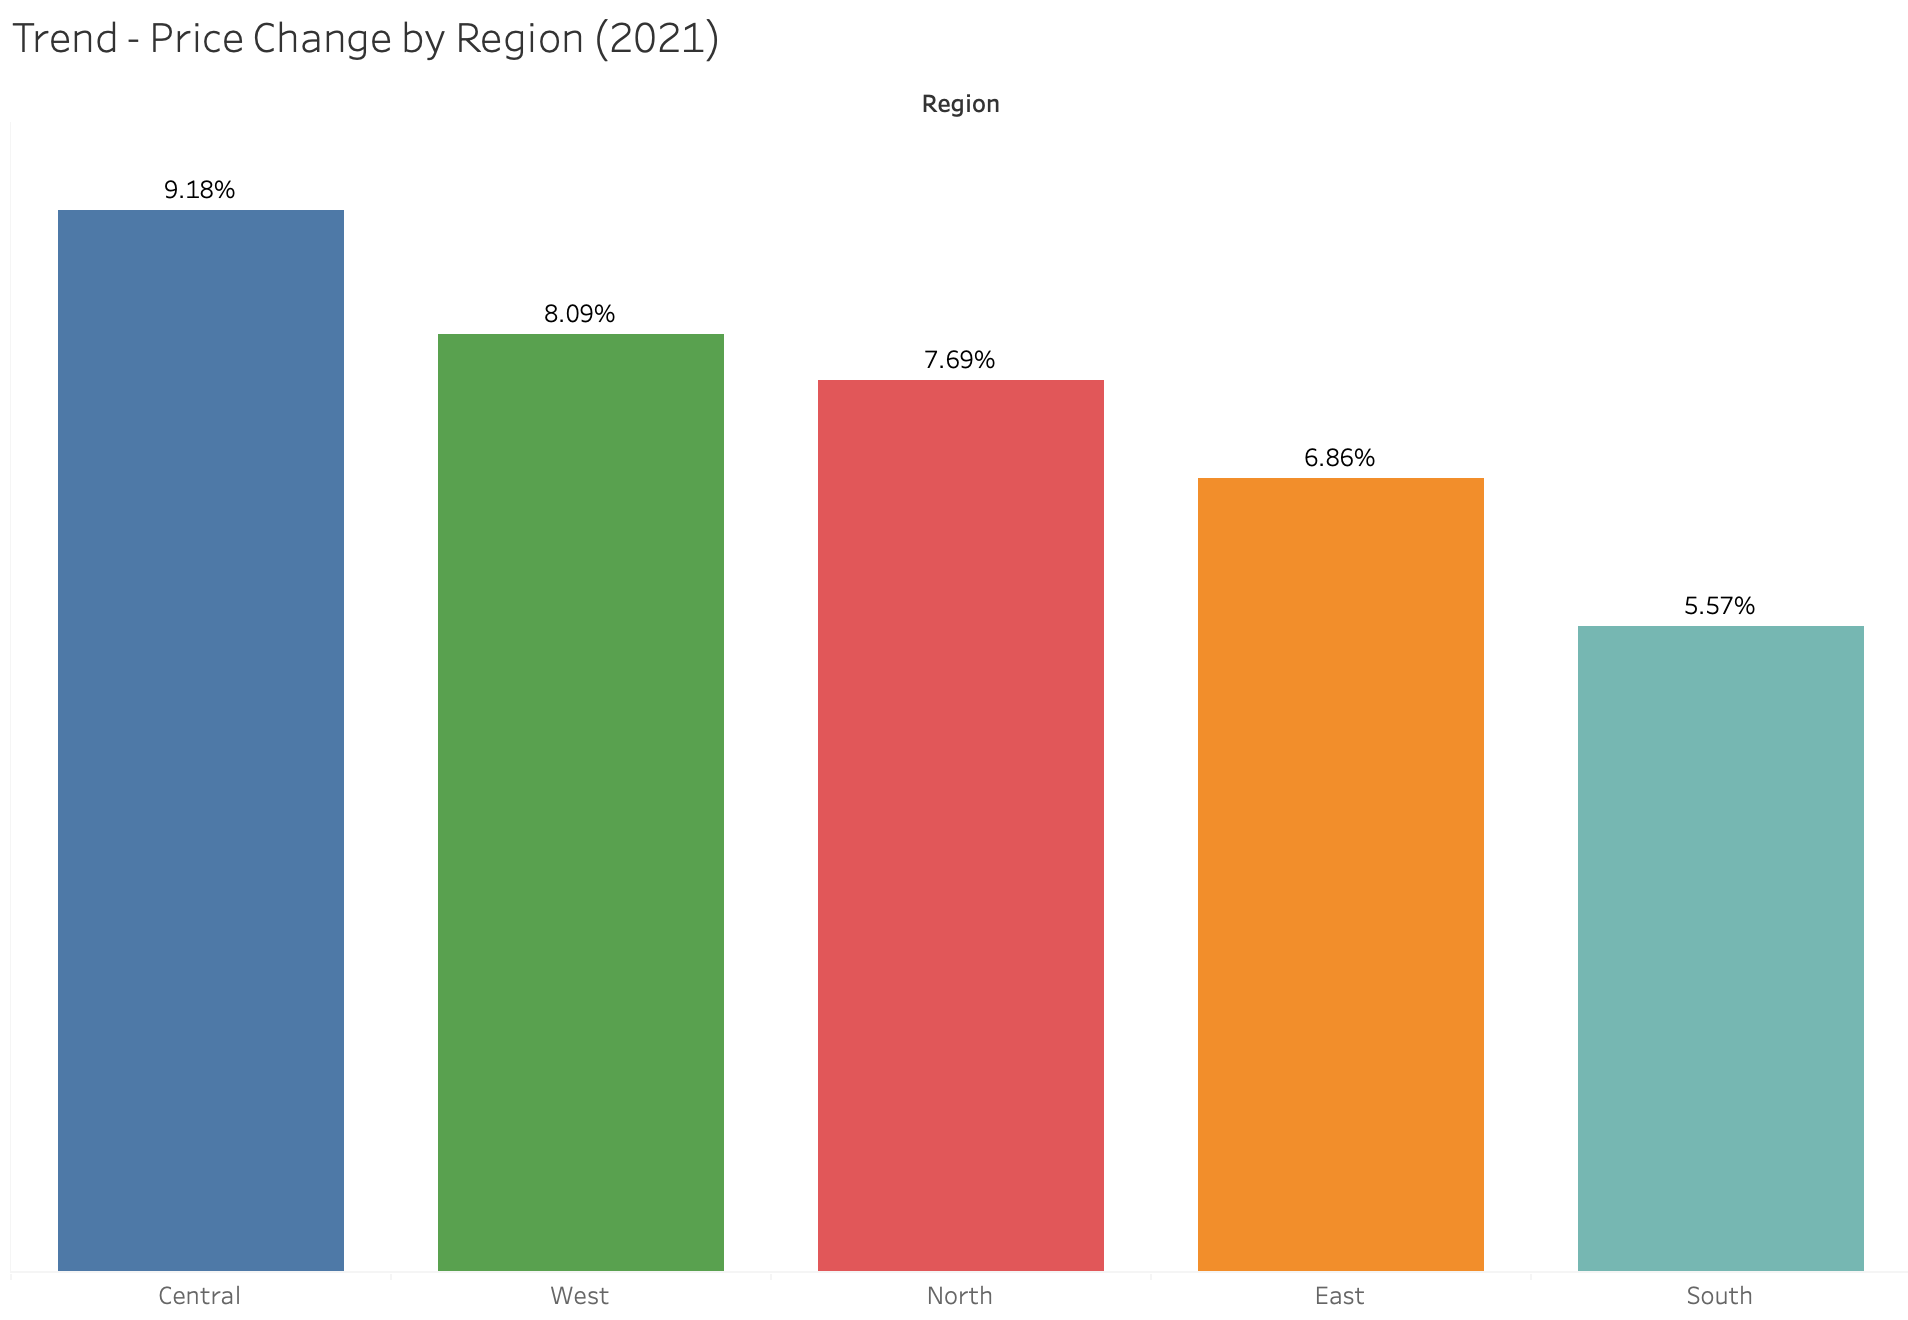 Trend - Price Change by Region (2021)
Region
9.18%
8.09%
7.69%
6.86%
5.57%
Central West North East South